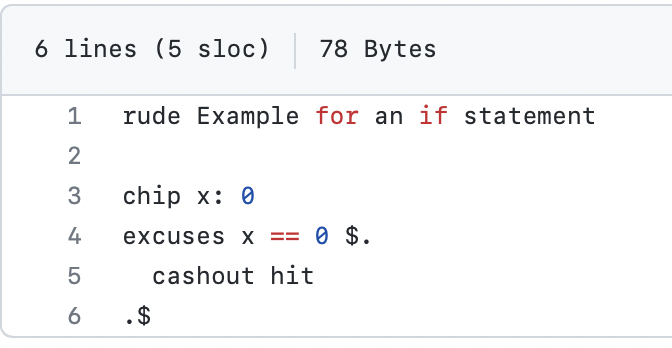 6 lines (5 sloc) 78 Bytes
1 rude Example for an if statement
2
3 chip x: 0
4 excuses x == 0 $.
5   cashout hit
6 .$